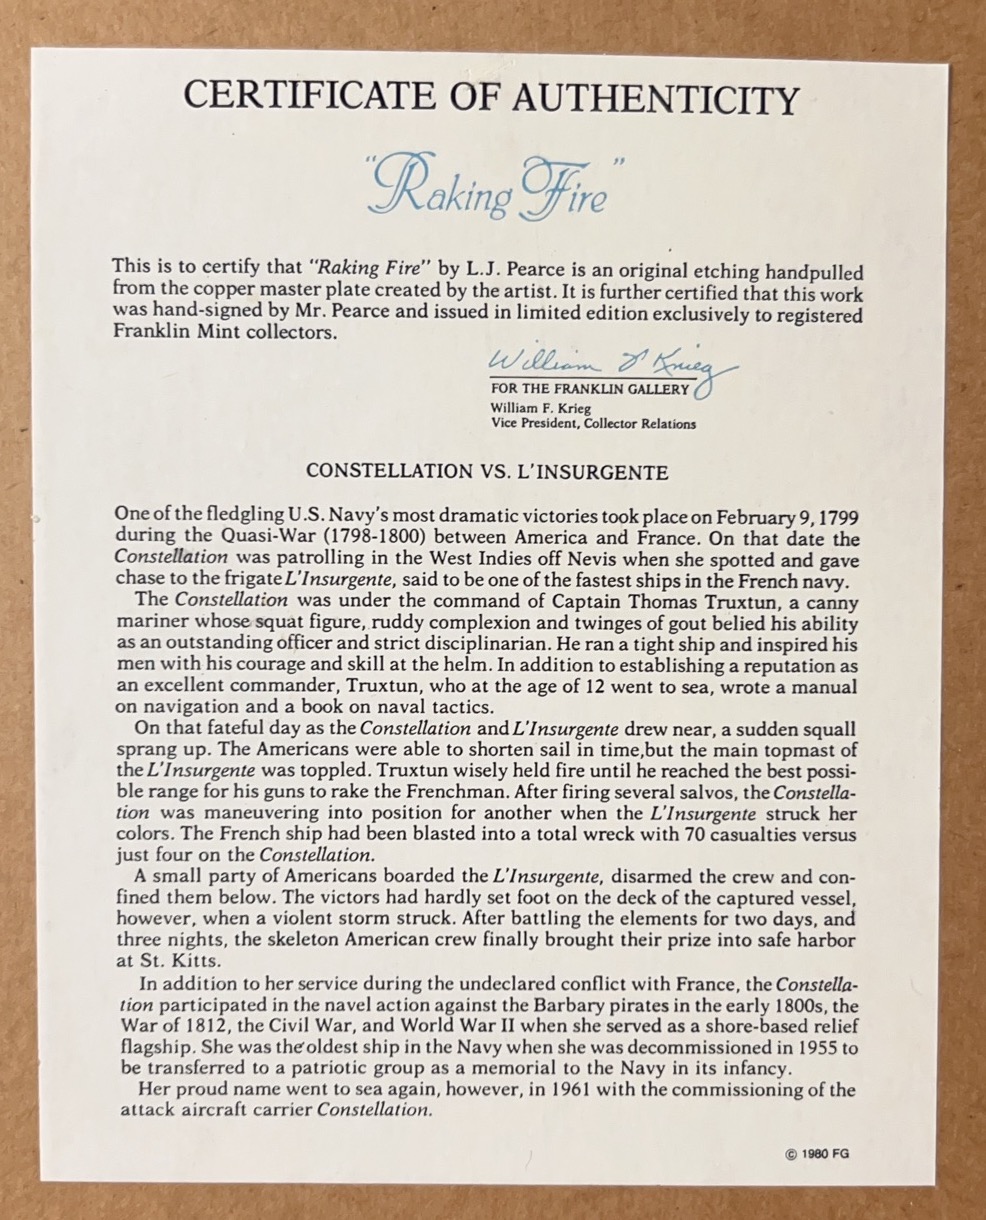 CERTIFICATE OF AUTHENTICITY
"Raking Fire"
This is to certify that "Raking Fire" by L.J. Pearce is an original etching handpulled
from the copper master plate created by the artist. It is further certified that this work
was hand-signed by Mr. Pearce and issued in limited edition exclusively to registered
Franklin Mint collectors.
William F Krieg
FOR THE FRANKLIN GALLERY
William F. Krieg
Vice President, Collector Relations
CONSTELLATION VS. L'INSURGENTE
One of the fledgling U.S. Navy's most dramatic victories took place on February 9, 1799
during the Quasi-War (1798-1800) between America and France. On that date the
Constellation was patrolling in the West Indies off Nevis when she spotted and gave
chase to the frigate L'Insurgente, said to be one of the fastest ships in the French navy.
The Constellation was under the command of Captain Thomas Truxtun, a canny
mariner whose squat figure, ruddy complexion and twinges of gout belied his ability
as an outstanding officer and strict disciplinarian. He ran a tight ship and inspired his
men with his courage and skill at the helm. In addition to establishing a reputation as
an excellent commander, Truxtun, who at the age of 12 went to sea, wrote a manual
on navigation and a book on naval tactics.
On that fateful day as the Constellation and L'Insurgente drew near, a sudden squall
sprang up. The Americans were able to shorten sail in time,but the main topmast of
the L'Insurgente was toppled. Truxtun wisely held fire until he reached the best possi-
ble range for his guns to rake the Frenchman. After firing several salvos, the Constella-
tion was maneuvering into position for another when the L'Insurgente struck her
colors. The French ship had been blasted into a total wreck with 70 casualties versus
just four on the Constellation.
A small party of Americans boarded the L'Insurgente, disarmed the crew and con-
fined them below. The victors had hardly set foot on the deck of the captured vessel,
however, when a violent storm struck. After battling the elements for two days, and
three nights, the skeleton American crew finally brought their prize into safe harbor
at St. Kitts.
In addition to her service during the undeclared conflict with France, the Constella-
tion participated in the navel action against the Barbary pirates in the early 1800s, the
War of 1812, the Civil War, and World War II when she served as a shore-based relief
flagship. She was the oldest ship in the Navy when she was decommissioned in 1955 to
be transferred to a patriotic group as a memorial to the Navy in its infancy.
Her proud name went to sea again, however, in 1961 with the commissioning of the
attack aircraft carrier Constellation.
© 1980 FG